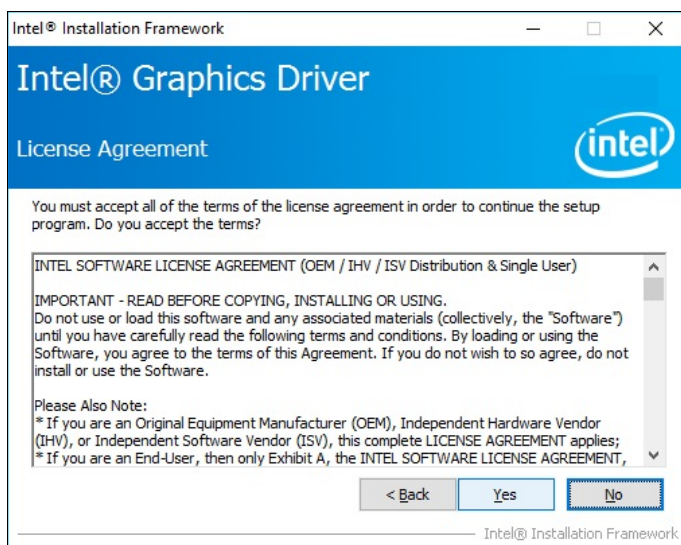 Intel® Installation Framework
Intel® Graphics Driver
License Agreement
intel
You must accept all of the terms of the license agreement in order to continue the setup
program. Do you accept the terms?
INTEL SOFTWARE LICENSE AGREEMENT (OEM / IHV / ISV Distribution & Single User)
IMPORTANT - READ BEFORE COPYING, INSTALLING OR USING.
Do not use or load this software and any associated materials (collectively, the "Software")
until you have carefully read the following terms and conditions. By loading or using the
Software, you agree to the terms of this Agreement. If you do not wish to so agree, do not
install or use the Software.
Please Also Note:
* If you are an Original Equipment Manufacturer (OEM), Independent Hardware Vendor
(IHV), or Independent Software Vendor (ISV), this complete LICENSE AGREEMENT applies;
* If you are an End-User, then only Exhibit A, the INTEL SOFTWARE LICENSE AGREEMENT,
< Back Yes No
Intel® Installation Framework